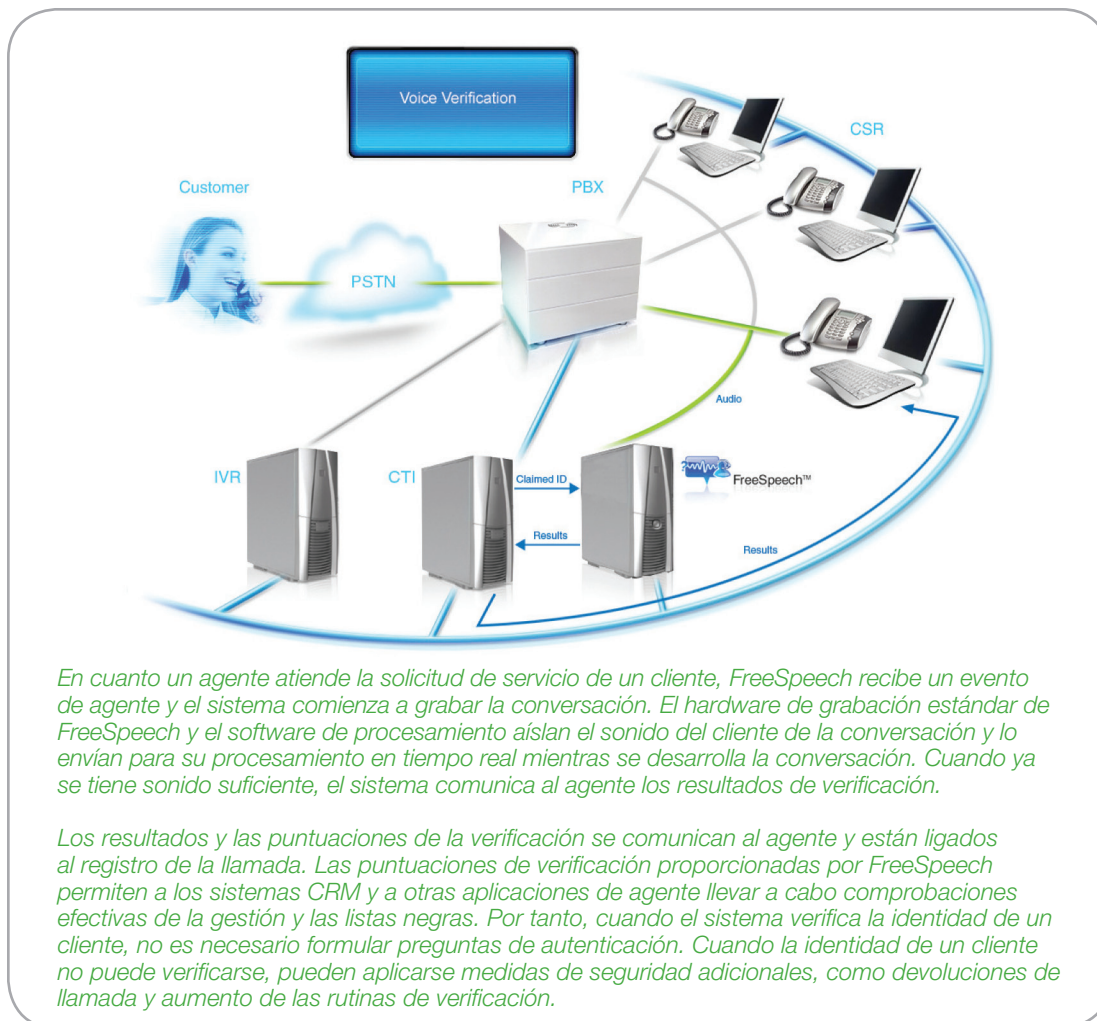 Voice Verification
CSR
Customer
PBX
PSTN
Audio
IVR
CTI
Claimed ID
FreeSpeech™
Results
Results
En cuanto un agente atiende la solicitud de servicio de un cliente, FreeSpeech recibe un evento
de agente y el sistema comienza a grabar la conversación. El hardware de grabación estándar de
FreeSpeech y el software de procesamiento aíslan el sonido del cliente de la conversación y lo
envían para su procesamiento en tiempo real mientras se desarrolla la conversación. Cuando ya
se tiene sonido suficiente, el sistema comunica al agente los resultados de verificación.
Los resultados y las puntuaciones de la verificación se comunican al agente y están ligados
al registro de la llamada. Las puntuaciones de verificación proporcionadas por FreeSpeech
permiten a los sistemas CRM y a otras aplicaciones de agente llevar a cabo comprobaciones
efectivas de la gestión y las listas negras. Por tanto, cuando el sistema verifica la identidad de un
cliente, no es necesario formular preguntas de autenticación. Cuando la identidad de un cliente
no puede verificarse, pueden aplicarse medidas de seguridad adicionales, como devoluciones de
llamada y aumento de las rutinas de verificación.